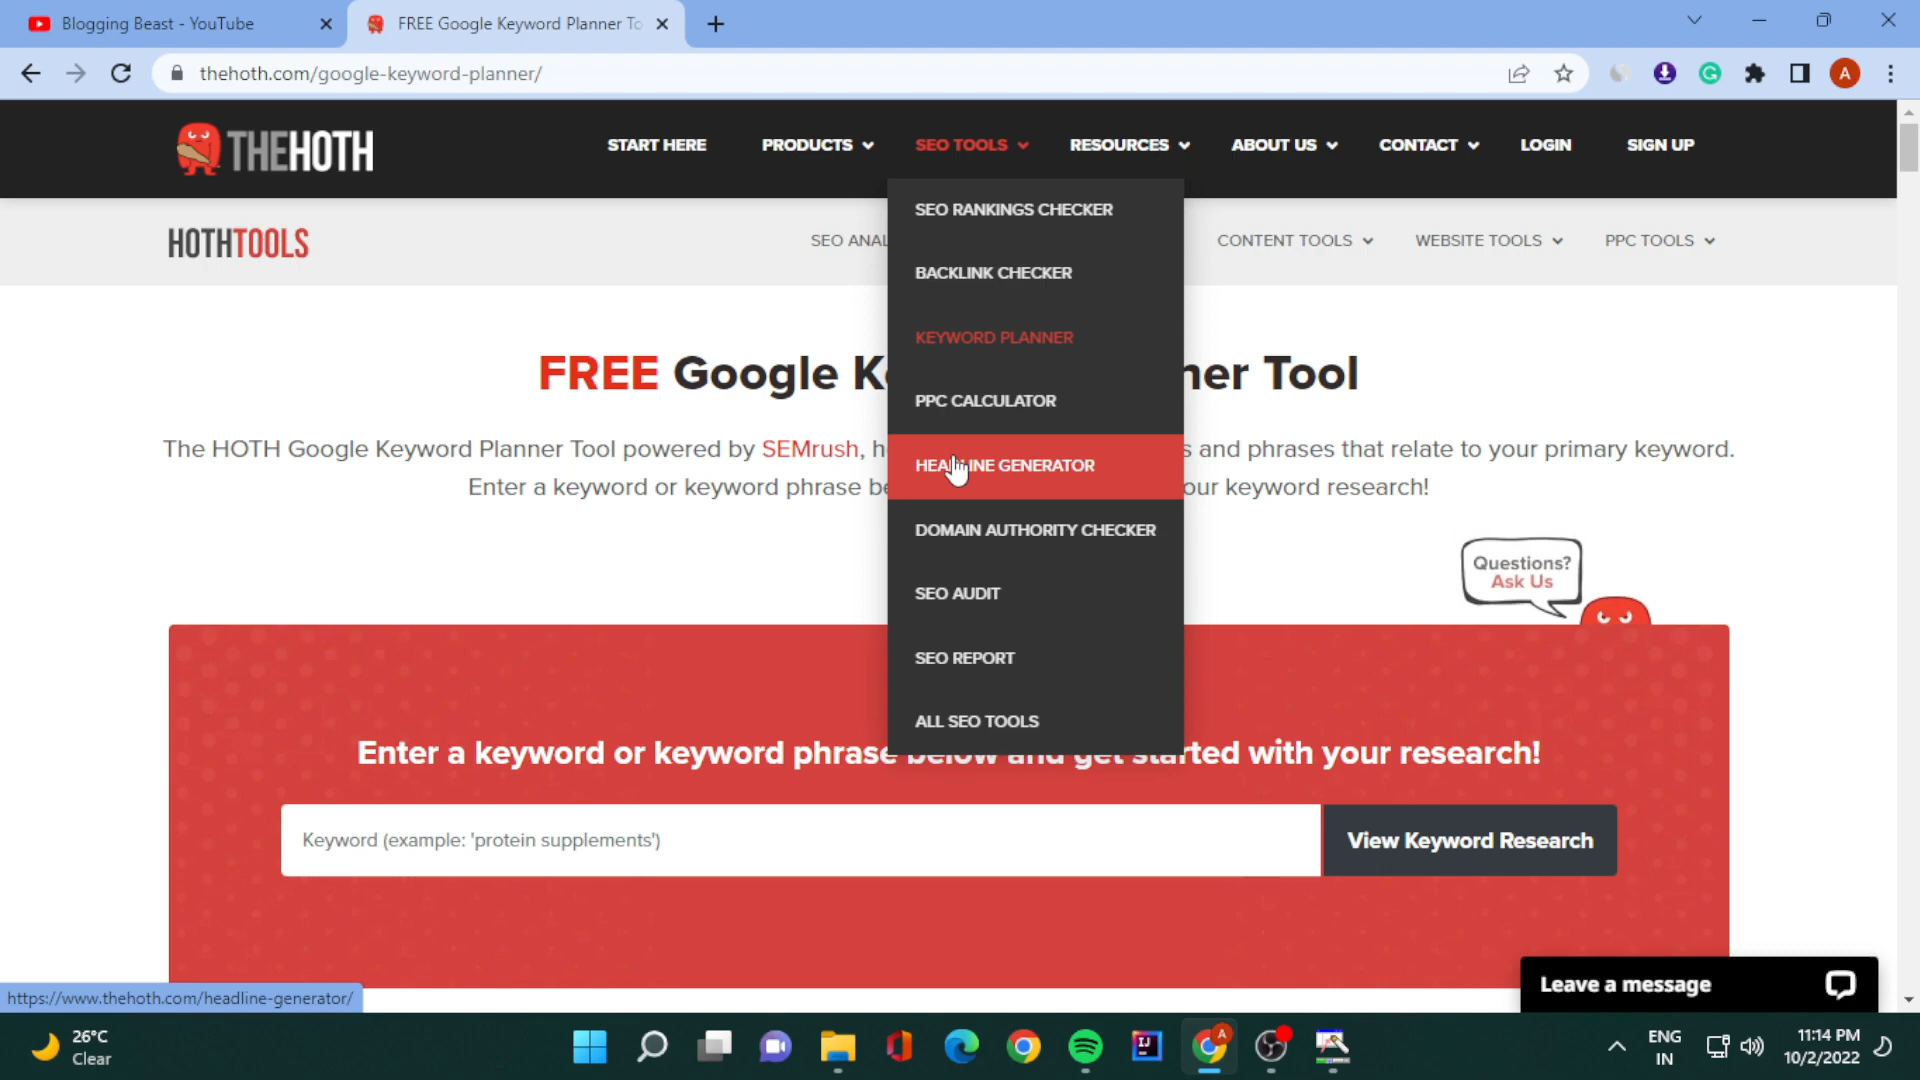 Blogging Beast - YouTube
FREE Google Keyword Planner To
thehoth.com/google-keyword-planner/
A
THEHOTH
START HERE
PRODUCTS
SEO TOOLS
RESOURCES
ABOUT US
CONTACT
LOGIN
SIGN UP
HOTHTOOLS
SEO ANAL
CONTENT TOOLS
WEBSITE TOOLS
PPC TOOLS
SEO RANKINGS CHECKER
BACKLINK CHECKER
KEYWORD PLANNER
PPC CALCULATOR
HEADLINE GENERATOR
DOMAIN AUTHORITY CHECKER
SEO AUDIT
SEO REPORT
ALL SEO TOOLS
FREE Google K ner Tool
The HOTH Google Keyword Planner Tool powered by SEMrush, h s and phrases that relate to your primary keyword.
Enter a keyword or keyword phrase be our keyword research!
Questions?
Ask Us
Enter a keyword or keyword phrase below and get started with your research!
Keyword (example: 'protein supplements')
View Keyword Research
Leave a message
https://www.thehoth.com/headline-generator/
26°C
Clear
A
ENG
IN
11:14 PM
10/2/2022